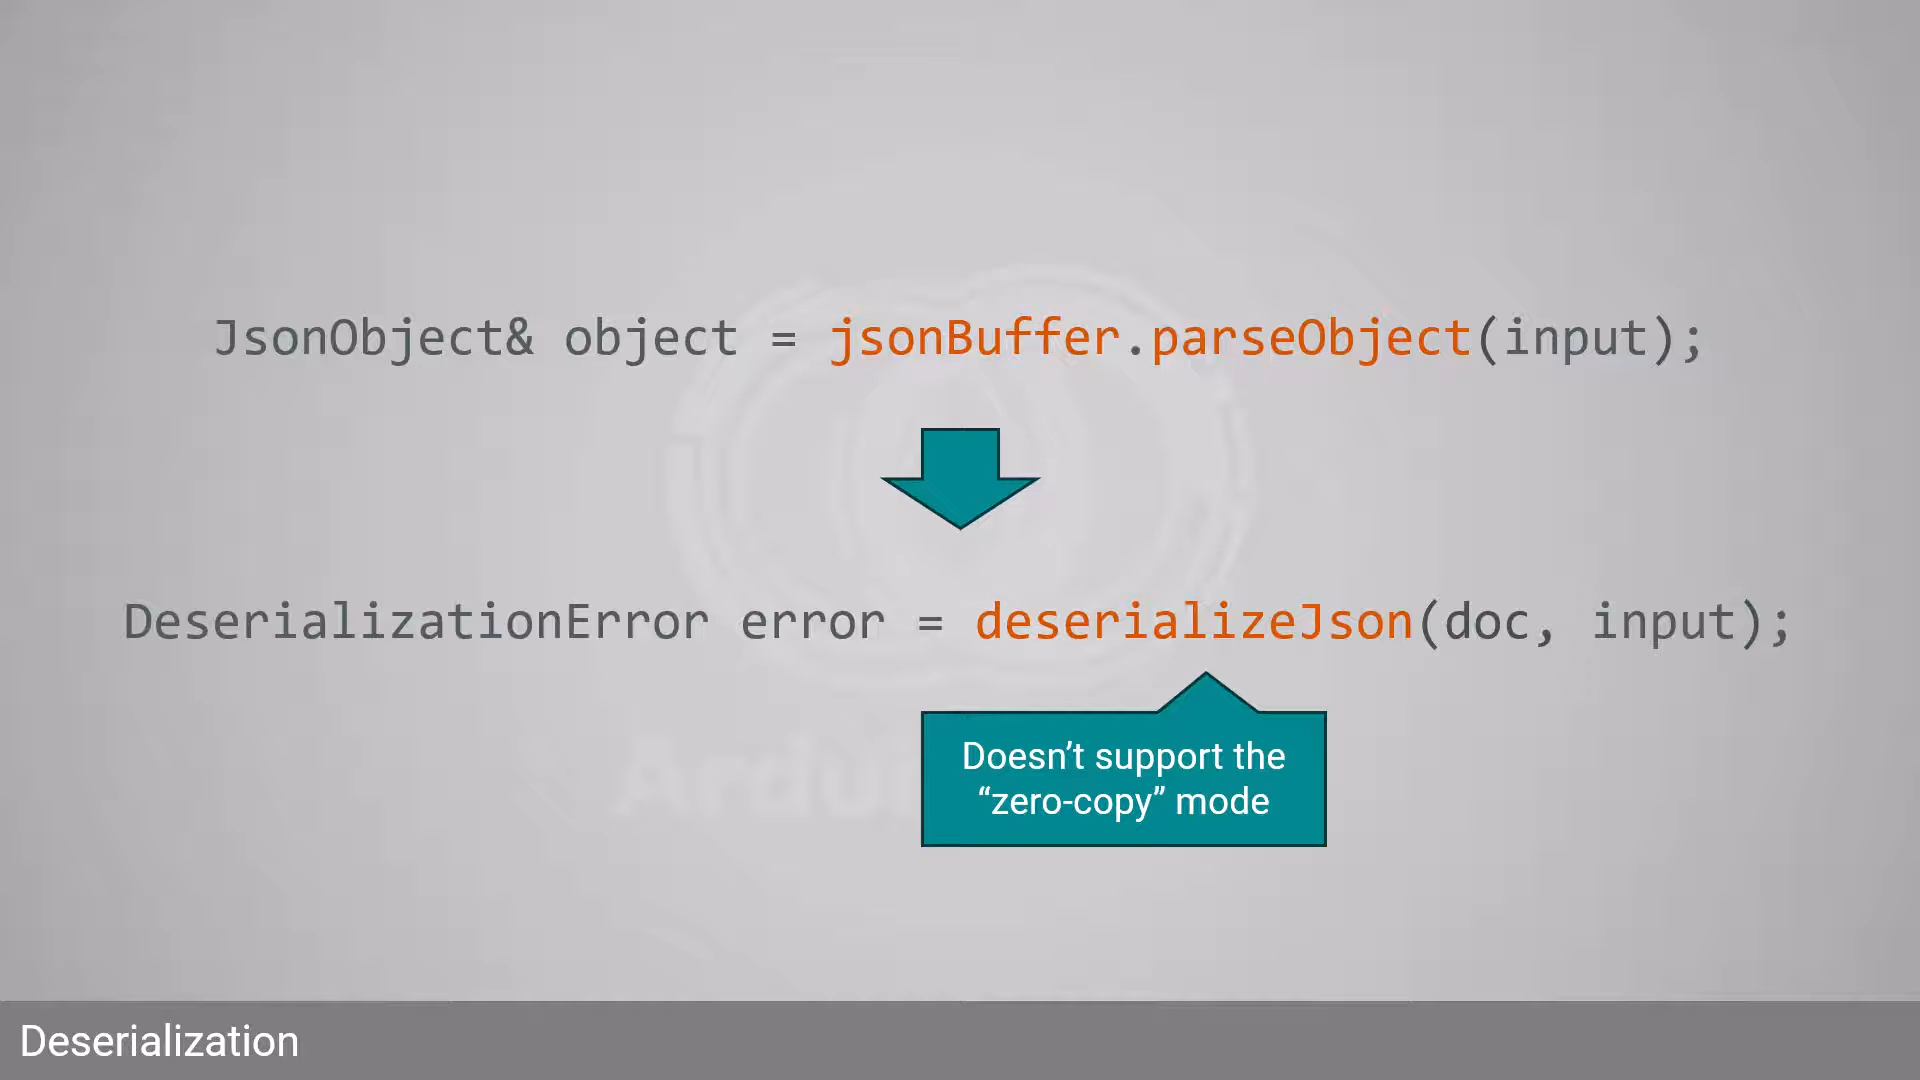 JsonObject& object = jsonBuffer.parseObject(input);
DeserializationError error = deserializeJson(doc, input);
Doesn’t support the
“zero-copy” mode
Deserialization